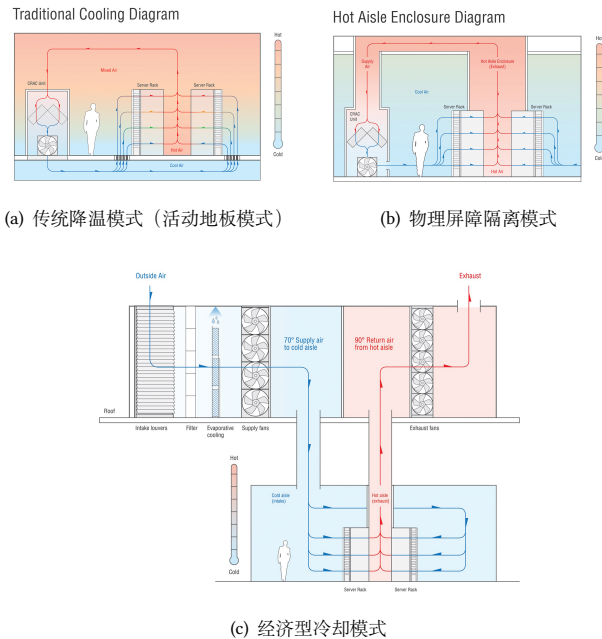 Traditional Cooling Diagram
Mixed Air
CRAC Unit
Server Rack
Server Rack
Hot Air
Cool Air
Hot
Cold
(a) 传统降温模式（活动地板模式）
Hot Aisle Enclosure Diagram
Supply
Air
Hot Aisle Enclosure
(Exhaust)
Cool Air
CRAC
Unit
Server Rack
Server Rack
Hot Air
Hot
Cold
(b) 物理屏障隔离模式
Outside Air
Exhaust
70° Supply air
to cold aisle
90° Return air
from hot aisle
Roof
Intake louvers
Filter
Evaporative
cooling
Supply fans
Exhaust fans
Hot
Cold
Cold aisle
(intake)
Hot aisle
(exhaust)
Server Rack
Server Rack
(c) 经济型冷却模式